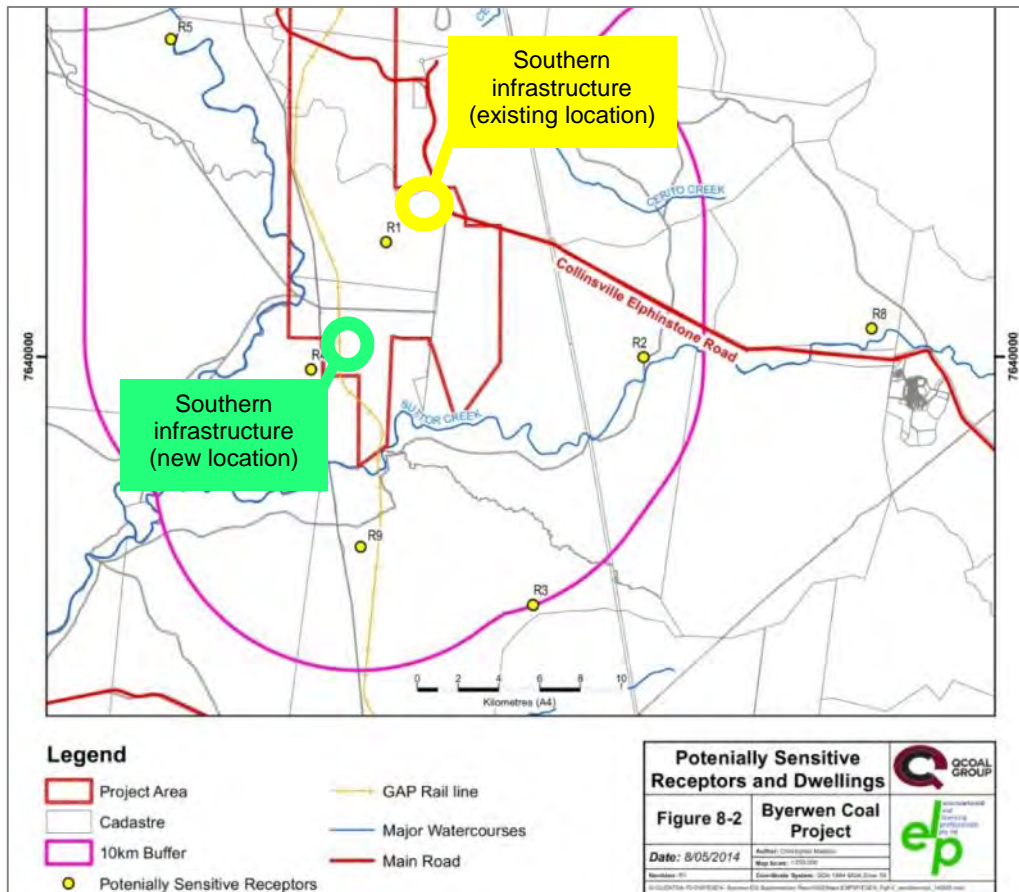 R5
Southern
infrastructure
(existing location)
CERITO CREEK
R1
Collinsville Elphinstone Road
R8
7640000
7640000
R2
Southern
infrastructure
(new location)
SUTTOR CREEK
R9
R3
0 2 4 6 8 10
Kilometres (A4)
Legend
Project Area
Cadastre
10km Buffer
Potentially Sensitive Receptors
GAP Rail line
Major Watercourses
Main Road
Potenially Sensitive
Receptors and Dwellings
QCOAL
GROUP
Figure 8-2
Byerwen Coal
Project
Date: 8/05/2014
elp